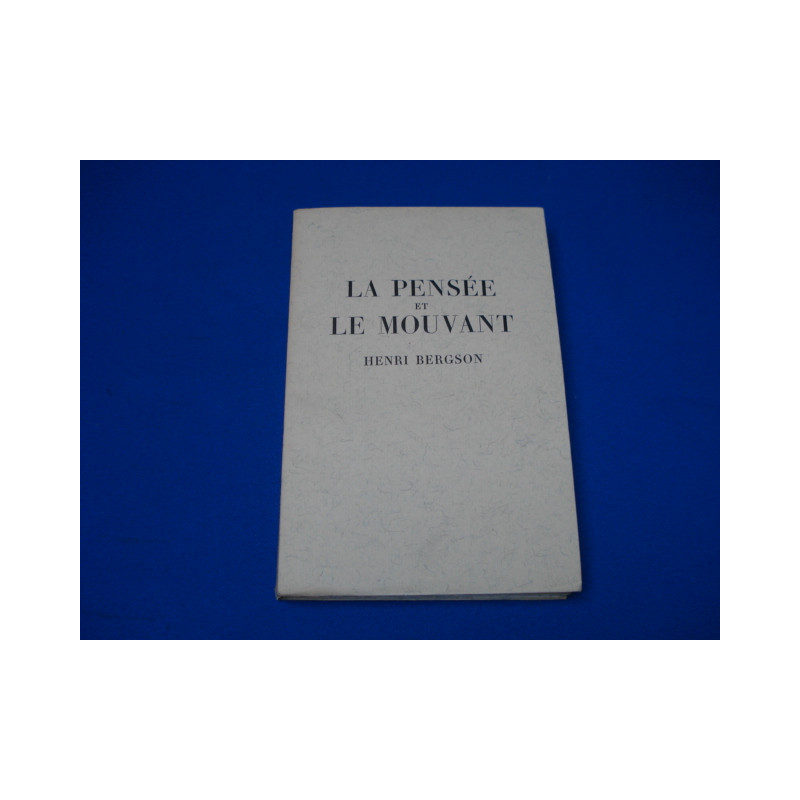 LA PENSÉE
ET
LE MOUVANT
HENRI BERGSON